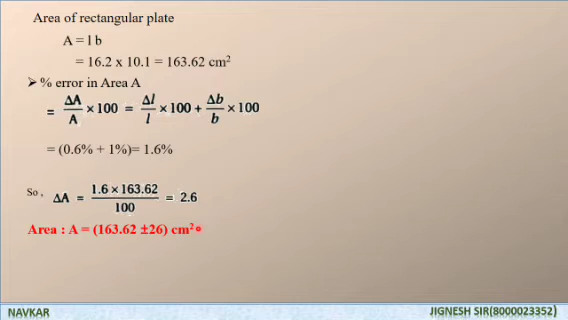 Area of rectangular plate
A = l b
= 16.2 x 10.1 = 163.62 cm²
➢ % error in Area A
= ΔA/A × 100 = Δl/l × 100 + Δb/b × 100
= (0.6% + 1%)= 1.6%
So , ΔA = 1.6 × 163.62/100 = 2.6
Area : A = (163.62 ±26) cm²
NAVKAR
JIGNESH SIR(8000023352)